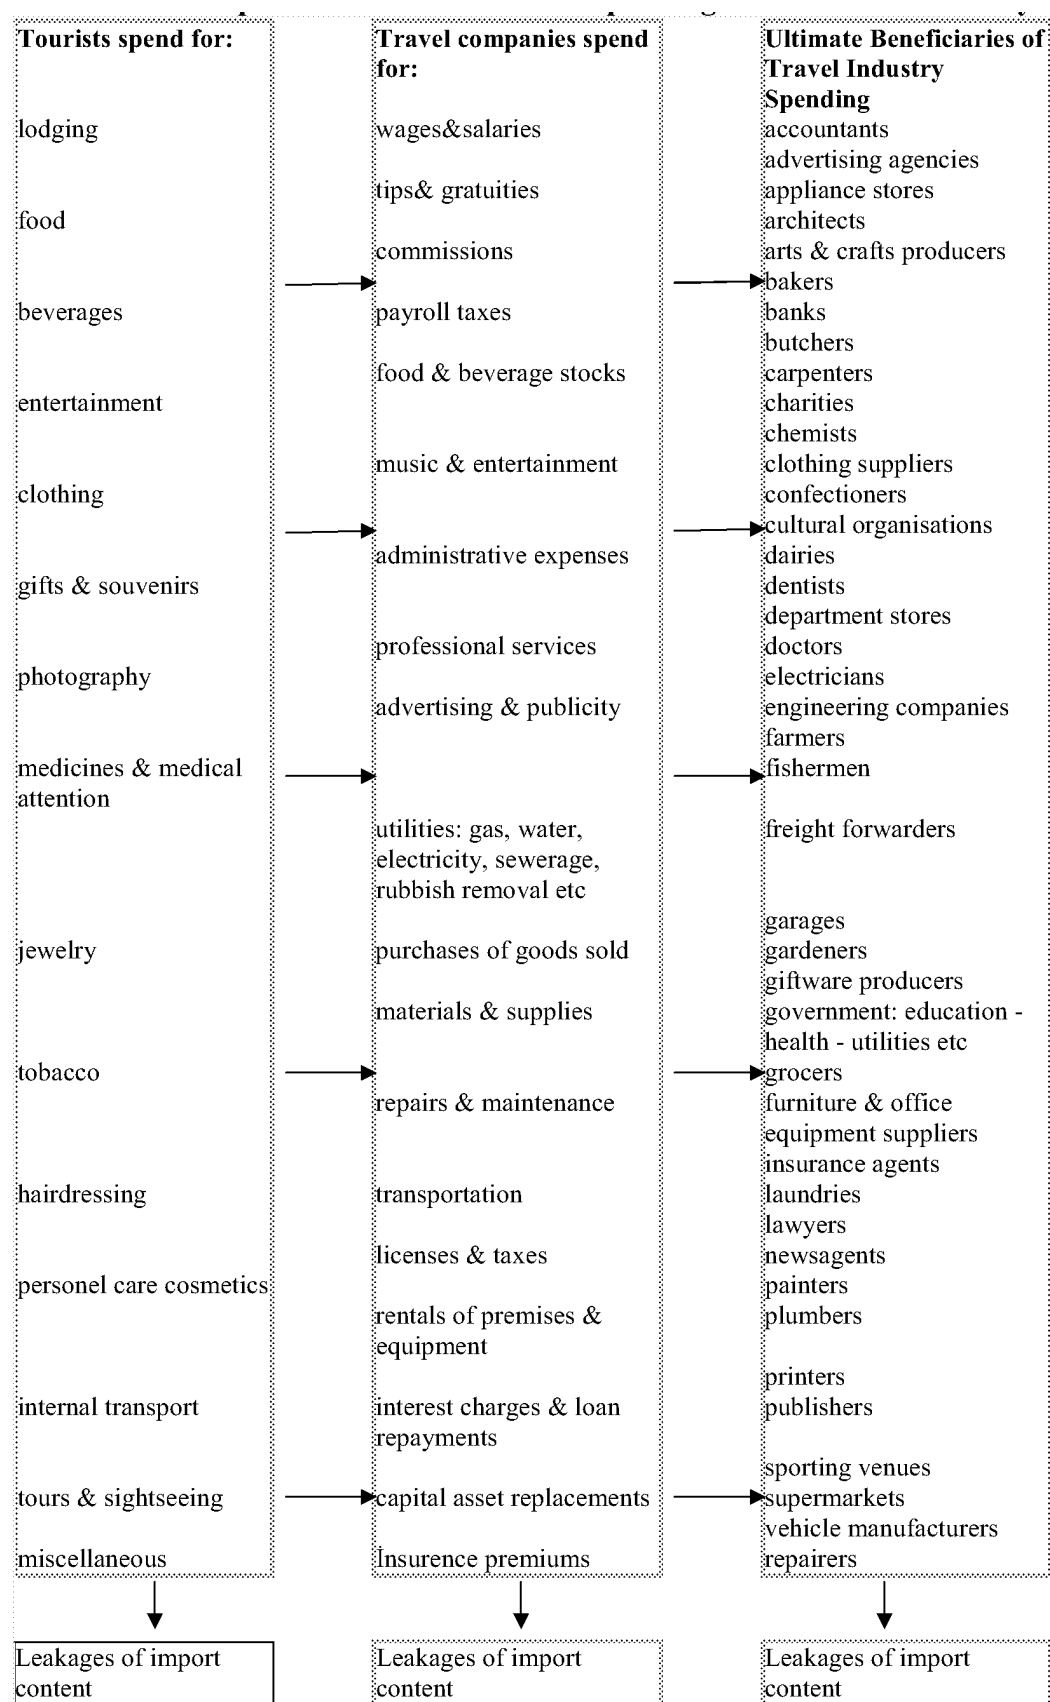 Tourists spend for:
lodging
food
beverages
entertainment
clothing
gifts & souvenirs
photography
medicines & medical
attention
jewelry
tobacco
hairdressing
personel care cosmetics
internal transport
tours & sightseeing
miscellaneous
Leakages of import
content
Travel companies spend
for:
wages&salaries
tips& gratuities
commissions
payroll taxes
food & beverage stocks
music & entertainment
administrative expenses
professional services
advertising & publicity
utilities: gas, water,
electricity, sewerage,
rubbish removal etc
purchases of goods sold
materials & supplies
repairs & maintenance
transportation
licenses & taxes
rentals of premises &
equipment
interest charges & loan
repayments
capital asset replacements
İnsurence premiums
Leakages of import
content
Ultimate Beneficiaries of
Travel Industry
Spending
accountants
advertising agencies
appliance stores
architects
arts & crafts producers
bakers
banks
butchers
carpenters
charities
chemists
clothing suppliers
confectioners
cultural organisations
dairies
dentists
department stores
doctors
electricians
engineering companies
farmers
fishermen
freight forwarders
garages
gardeners
giftware producers
government: education -
health - utilities etc
grocers
furniture & office
equipment suppliers
insurance agents
laundries
lawyers
newsagents
painters
plumbers
printers
publishers
sporting venues
supermarkets
vehicle manufacturers
repairers
Leakages of import
content